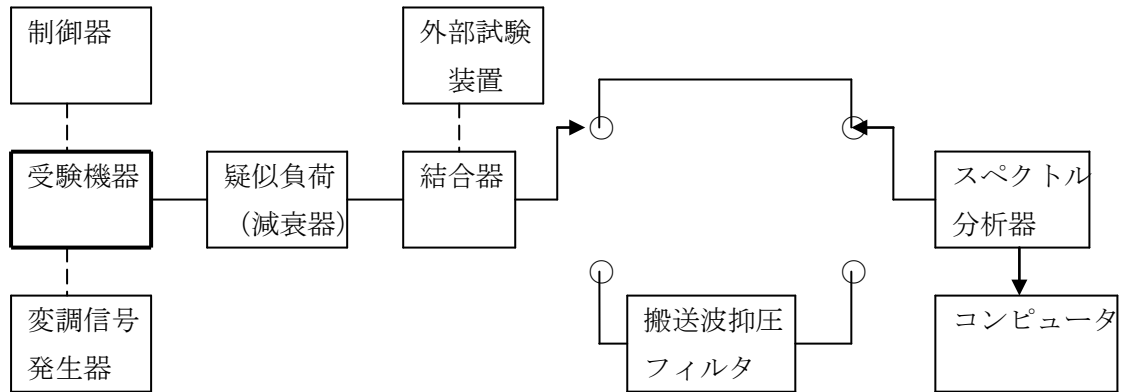 制御器
外部試験
装置
受験機器
疑似負荷
（減衰器）
結合器
スペクトル
分析器
変調信号
発生器
搬送波抑圧
フィルタ
コンピュータ